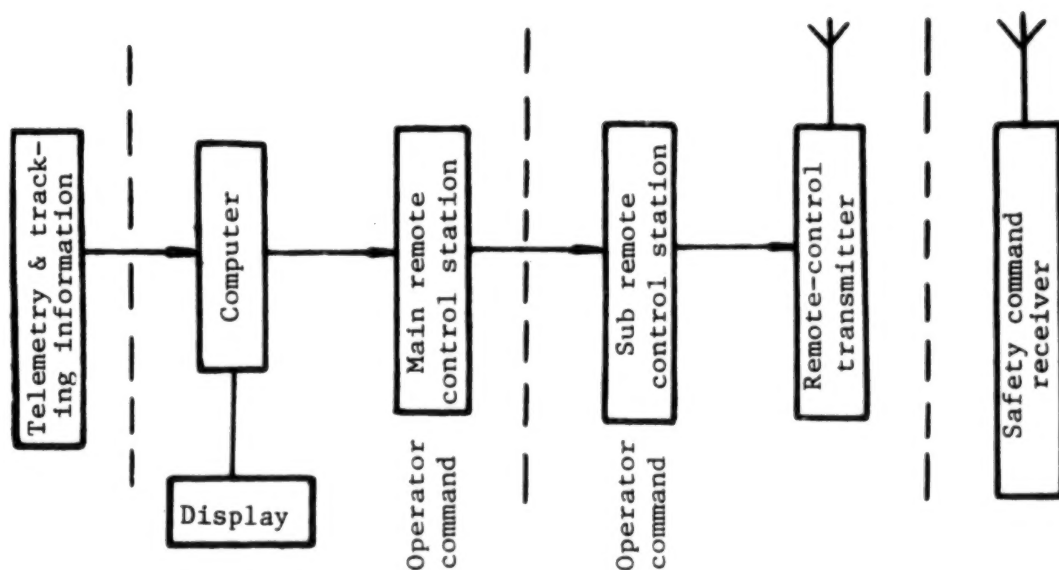 Telemetry & track-
ing information
Computer
Display
Main remote
control station
Operator
command
Sub remote
control station
Operator
command
Remote-control
transmitter
Safety command
receiver